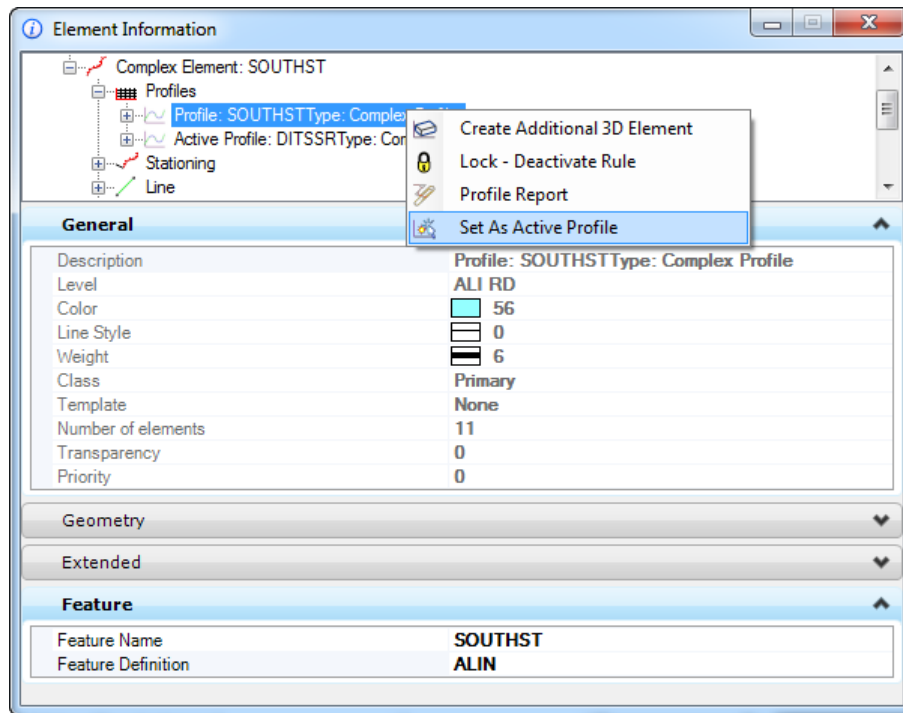 Element Information
Complex Element: SOUTHST
Profiles
Profile: SOUTHSTType: Complex
Active Profile: DITSSRType:
Stationing
Line
Create Additional 3D Element
Lock - Deactivate Rule
Profile Report
Set As Active Profile
General
Description Profile: SOUTHSTType: Complex Profile
Level ALI RD
Color 56
Line Style 0
Weight 6
Class Primary
Template None
Number of elements 11
Transparency 0
Priority 0
Geometry
Extended
Feature
Feature Name SOUTHST
Feature Definition ALIN